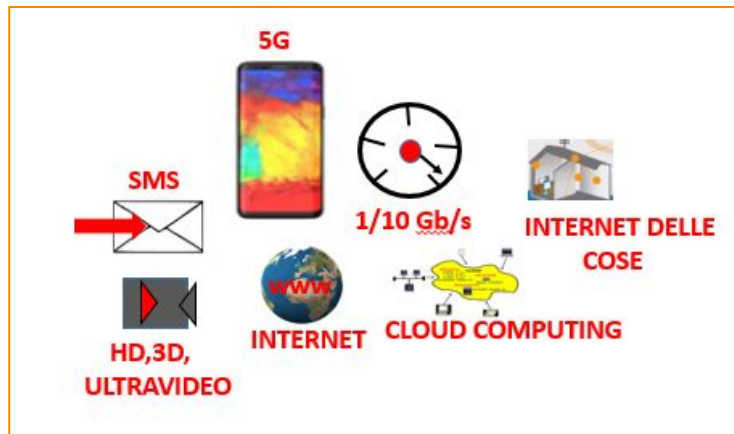 5G
SMS
1/10 Gb/s
INTERNET DELLE
COSE
WWW
INTERNET
CLOUD COMPUTING
HD,3D,
ULTRAVIDEO